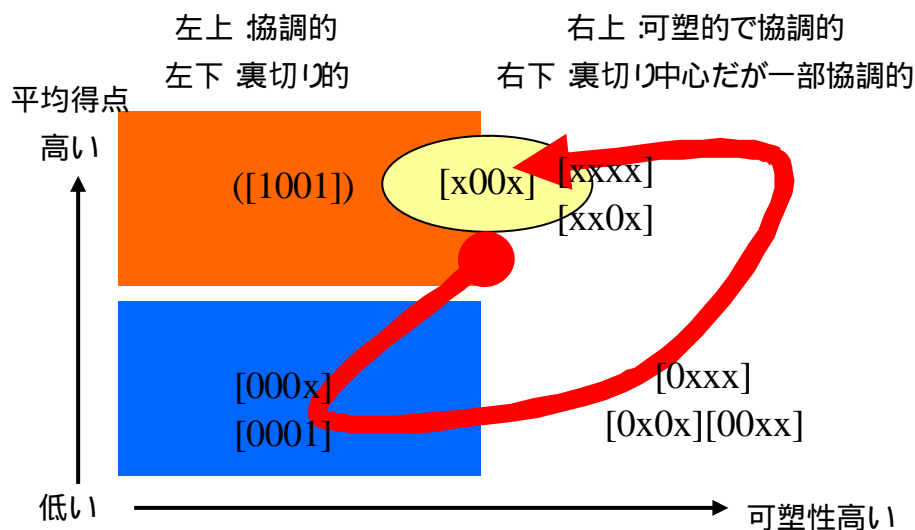 左上：協調的
右上：可塑的で協調的
左下：裏切り的
右下：裏切り中心だが一部協調的
平均得点
高い
([1001])
[x00x]
[xxxx]
[xx0x]
[000x]
[0001]
[0xxx]
[0x0x][00xx]
低い
可塑性高い